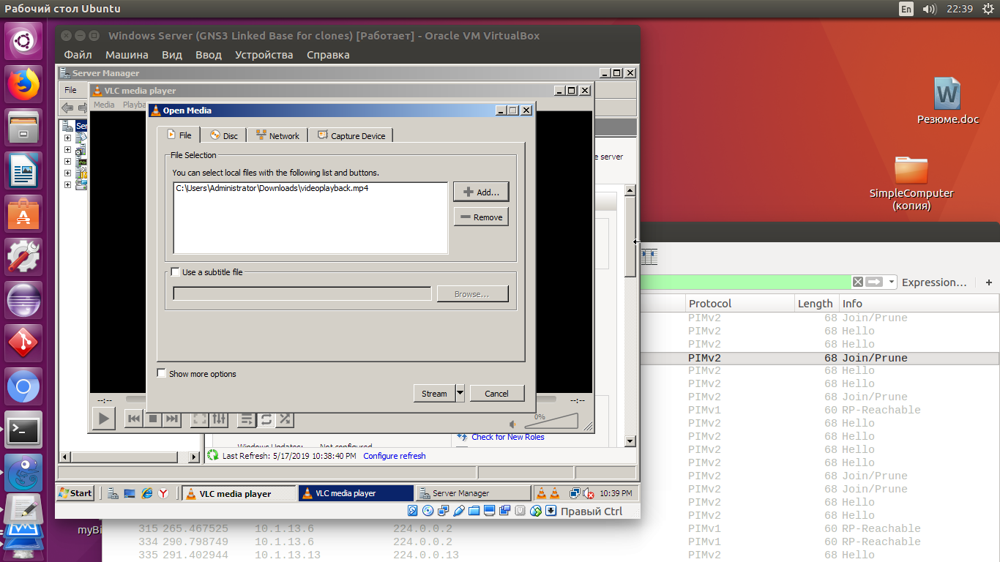 Рабочий стол Ubuntu
En
22:39
Windows Server (GNS3 Linked Base for clones) [Работает] - Oracle VM VirtualBox
Файл Машина Вид Ввод Устройства Справка
Server Manager
File
VLC media player
Media
Open Media
File Disc Network Capture Device
File Selection
You can select local files with the following list and buttons.
C:\Users\Administrator\Downloads\videoplayback.mp4
Add...
Remove
Use a subtitle file
Browse...
Show more options
Stream Cancel
--:-- --:--
0%
e server
Windows Updates: Not configured
Check for New Roles
Last Refresh: 5/17/2019 10:38:40 PM Configure refresh
Start VLC media player VLC media player Server Manager 10:39 PM
Правый Ctrl
Резюме.doc
SimpleComputer
(копия)
Expression… +
Protocol Length Info
PIMv2 68 Join/Prune
PIMv2 68 Hello
PIMv2 68 Hello
PIMv2 68 Join/Prune
PIMv2 68 Hello
PIMv2 68 Hello
PIMv2 68 Join/Prune
PIMv1 60 RP-Reachable
PIMv2 68 Hello
PIMv2 68 Hello
PIMv2 68 Hello
PIMv2 68 Hello
PIMv2 68 Join/Prune
PIMv2 68 Join/Prune
PIMv2 68 Hello
PIMv2 68 Hello
315 265.467525 10.1.13.6 224.0.0.2 PIMv1 60 RP-Reachable
334 290.798749 10.1.13.6 224.0.0.2 PIMv1 60 RP-Reachable
335 291.402944 10.1.13.13 224.0.0.13 PIMv2 68 Hello